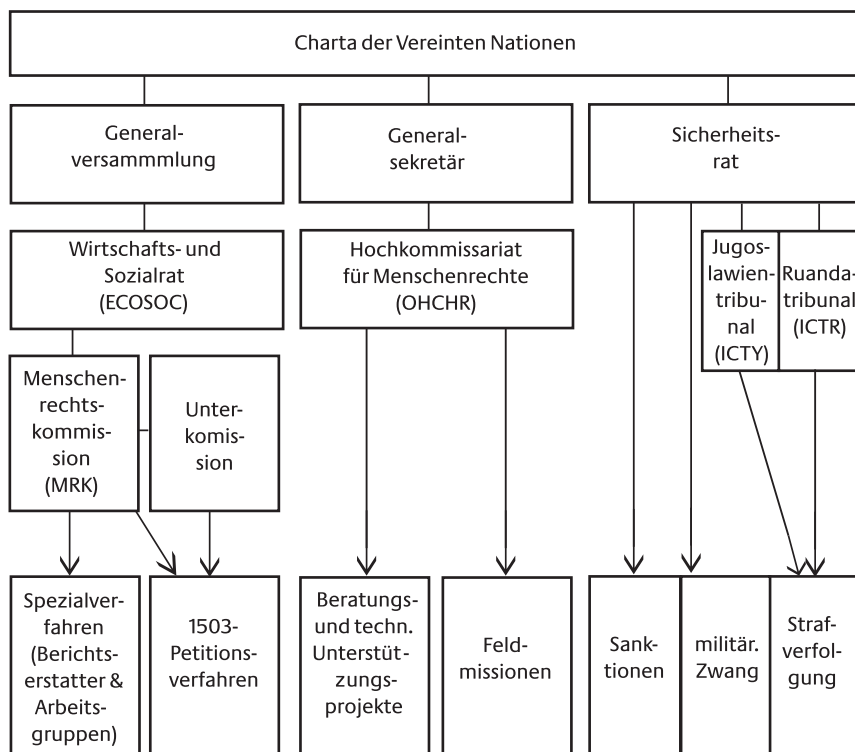 Charta der Vereinten Nationen
General-
versammmlung
General-
sekretär
Sicherheits-
rat
Wirtschafts- und
Sozialrat
(ECOSOC)
Hochkommissariat
für Menschenrechte
(OHCHR)
Jugos-
lawien-
tribu-
nal
(ICTY)
Ruanda-
tribunal
(ICTR)
Menschen-
rechts-
kommis-
sion
(MRK)
Unter-
komis-
sion
Spezialver-
fahren
(Berichts-
erstatter &
Arbeits-
gruppen)
1503-
Petitions-
verfahren
Beratungs-
und techn.
Unterstüt-
zungs-
projekte
Feld-
missionen
Sank-
tionen
militär.
Zwang
Straf-
verfol-
gung